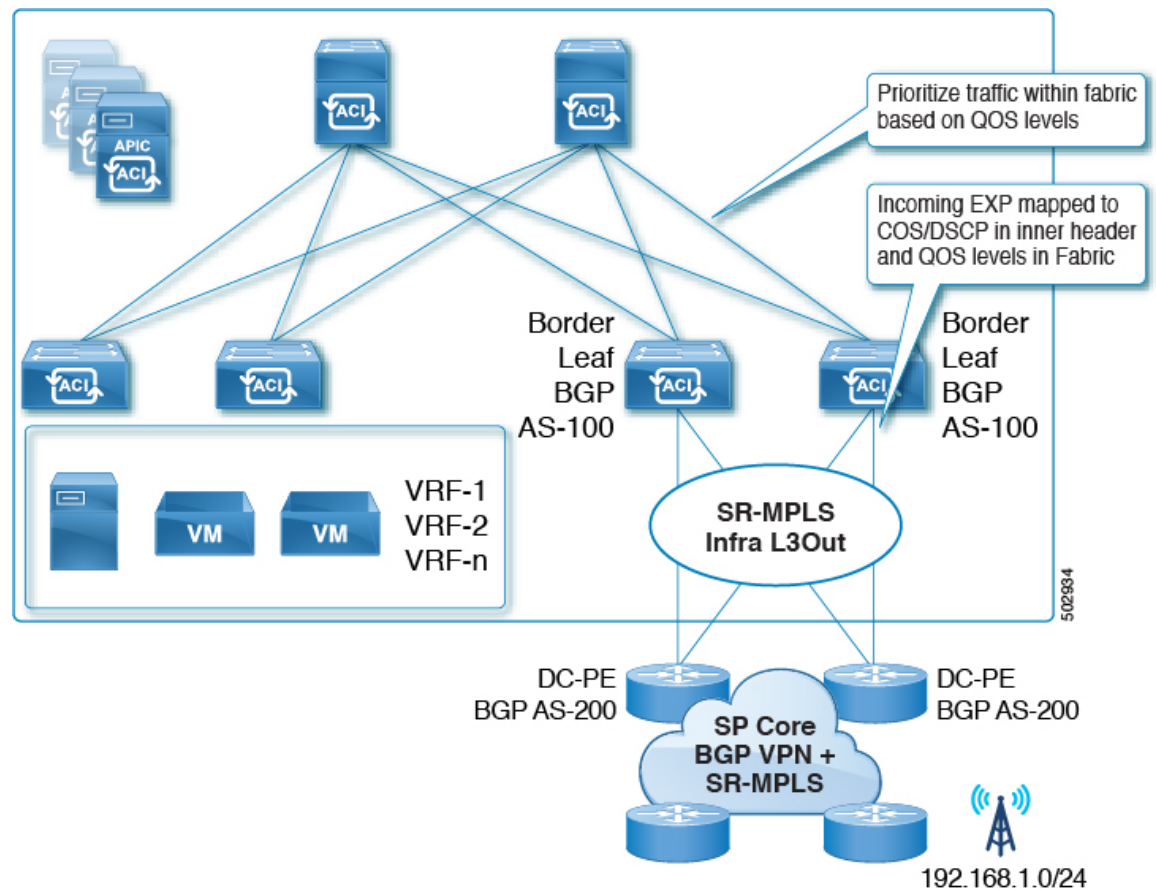 ACI
ACI
APIC
ACI
Prioritize traffic within fabric
based on QOS levels
Incoming EXP mapped to
COS/DSCP in inner header
and QOS levels in Fabric
Border
Leaf
BGP
AS-100
Border
Leaf
BGP
AS-100
ACI
ACI
ACI
ACI
VM
VM
VRF-1
VRF-2
VRF-n
SR-MPLS
Infra L3Out
502934
DC-PE
BGP AS-200
DC-PE
BGP AS-200
SP Core
BGP VPN +
SR-MPLS
192.168.1.0/24